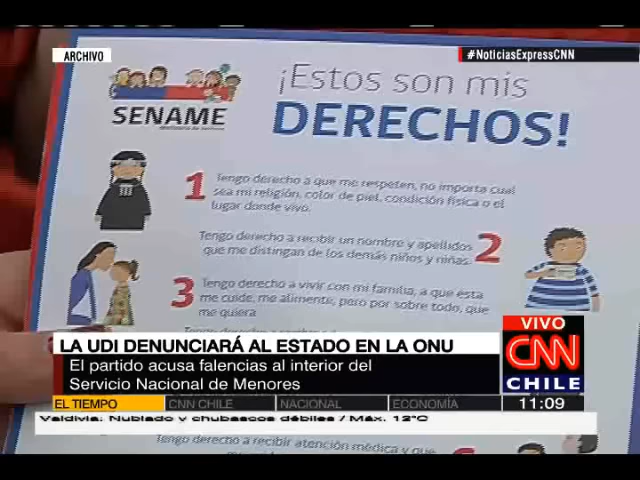 ARCHIVO
#NoticiasExpressCNN
SENAME
¡Estos son mis
DERECHOS!
1
Tengo derecho a que me respeten, no importa cual
sea mi religión, color de piel, condición física o el
lugar donde vivo.
Tengo derecho a recibir un nombre y apellidos
que me distingan de los demás niños y niñas.
2
3
Tengo derecho a vivir con mi familia, a que ésta
me cuide, me alimente, pero por sobre todo, que
me quiera
LA UDI DENUNCIARÁ AL ESTADO EN LA ONU
El partido acusa falencias al interior del
Servicio Nacional de Menores
VIVO
CNN
CHILE
EL TIEMPO
CNN CHILE
NACIONAL
ECONOMÍA
11:09
Valdivia: Nublado y chubascos débiles / Máx. 12°C
Tengo derecho a recibir atención médica y que